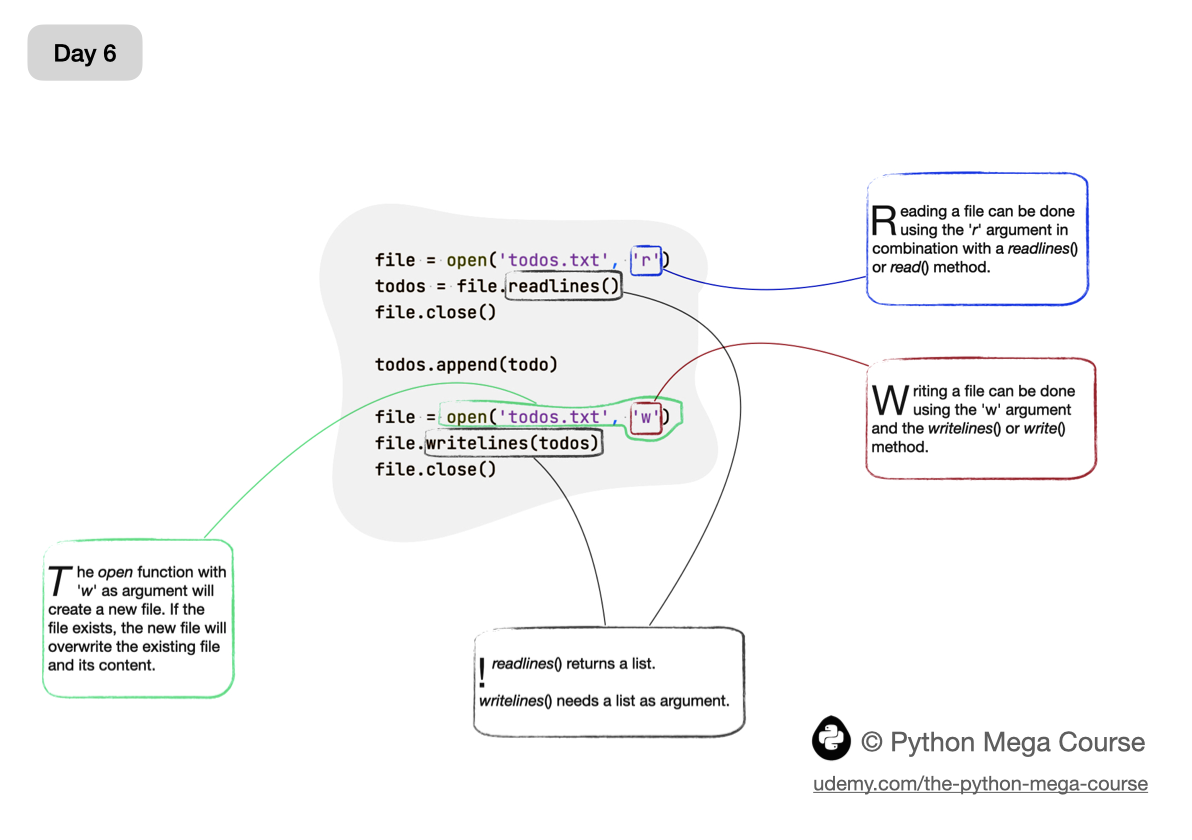 Day 6
file = open('todos.txt', 'r')
todos = file.readlines()
file.close()
todos.append(todo)
file = open('todos.txt', 'w')
file.writelines(todos)
file.close()
Reading a file can be done
using the 'r' argument in
combination with a readlines()
or read() method.
Writing a file can be done
using the 'w' argument
and the writelines() or write()
method.
The open function with
'w' as argument will
create a new file. If the
file exists, the new file will
overwrite the existing file
and its content.
! readlines() returns a list.
writelines() needs a list as argument.
© Python Mega Course
udemy.com/the-python-mega-course